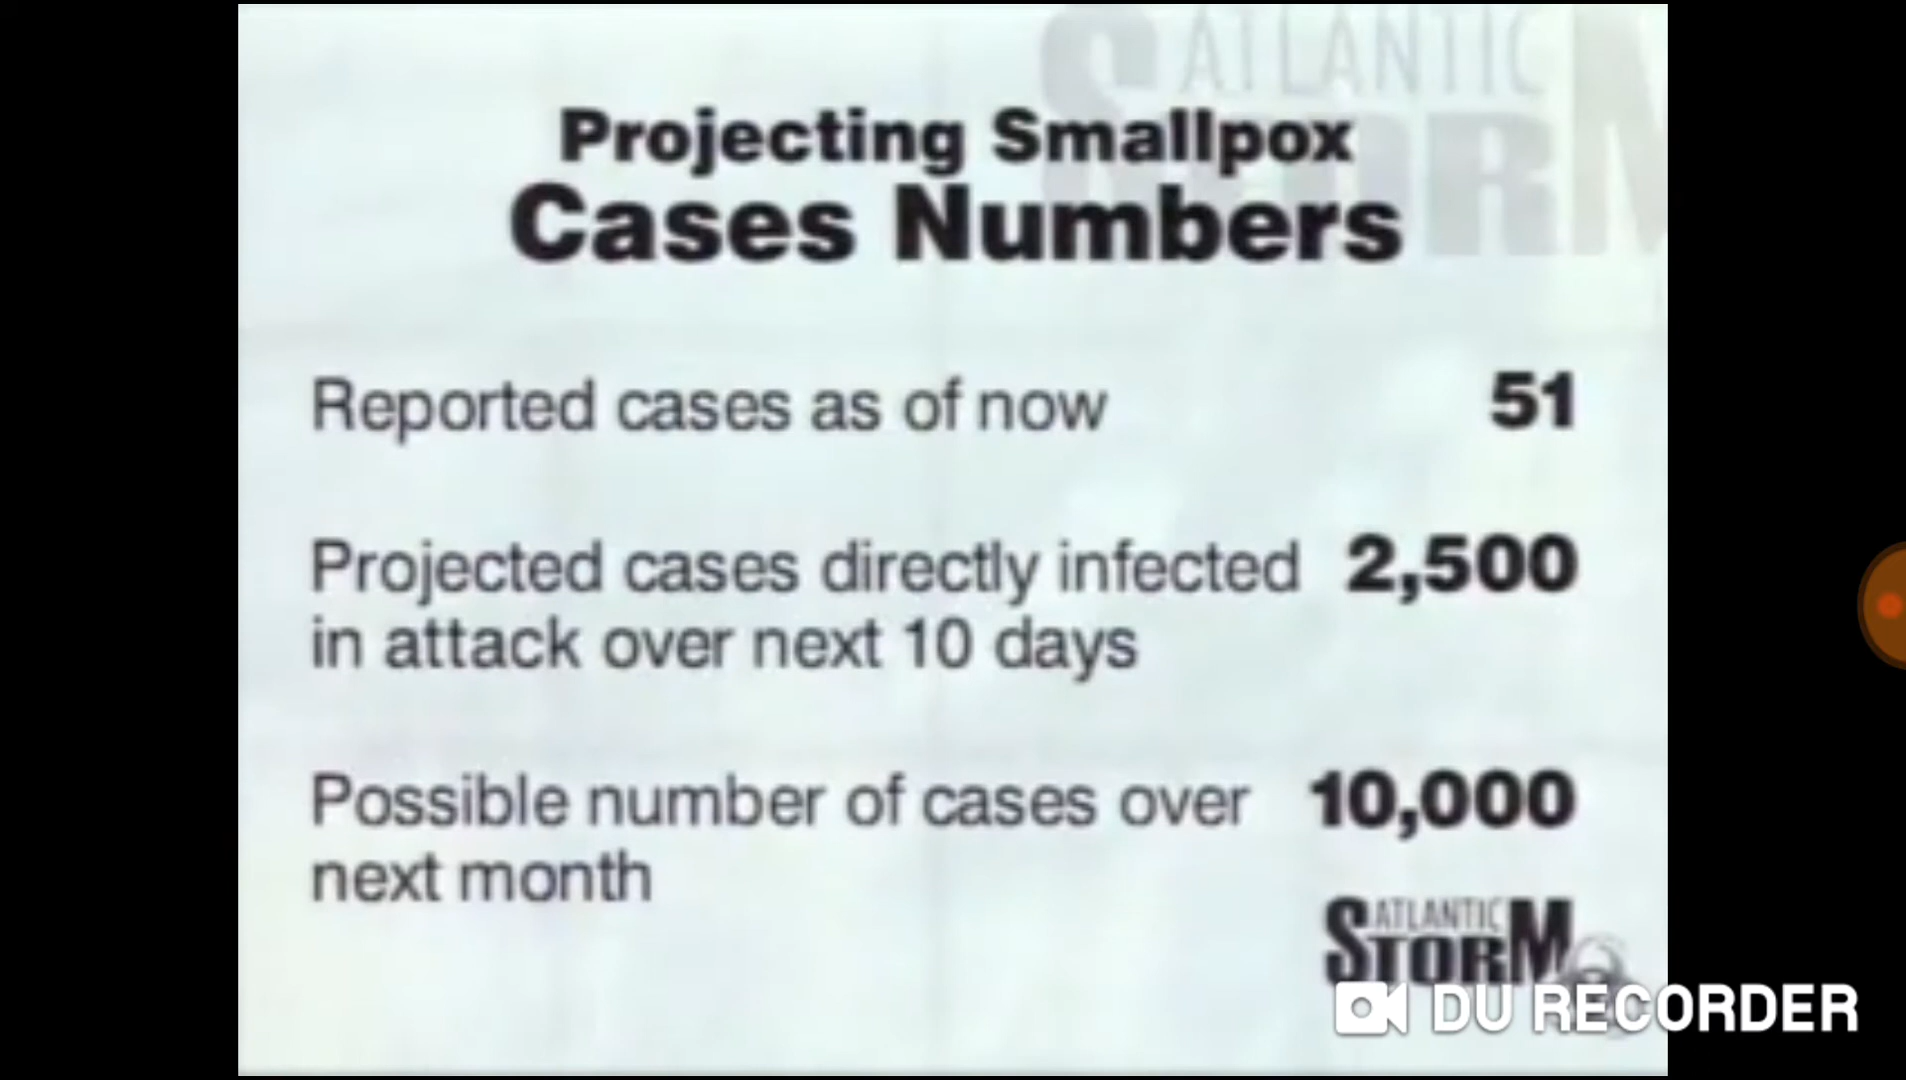 ATLANTIC
STORM
Projecting Smallpox
Cases Numbers
Reported cases as of now 51
Projected cases directly infected 2,500
in attack over next 10 days
Possible number of cases over 10,000
next month
ATLANTIC
STORM
DU RECORDER